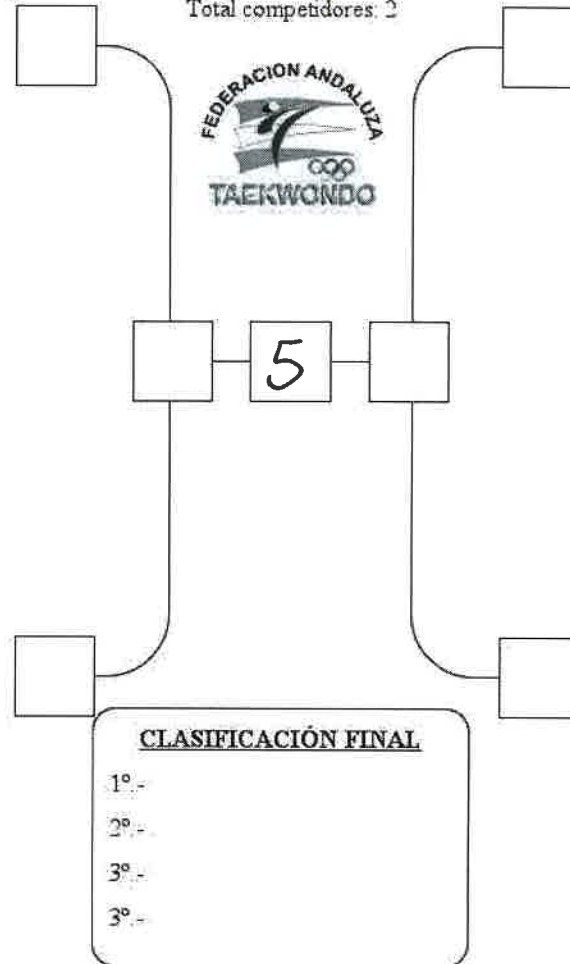 Total competidores: 2
FEDERACION ANDALUZA
TAEKWONDO
5
CLASIFICACIÓN FINAL
1º.-
2º.-
3º.-
3º.-